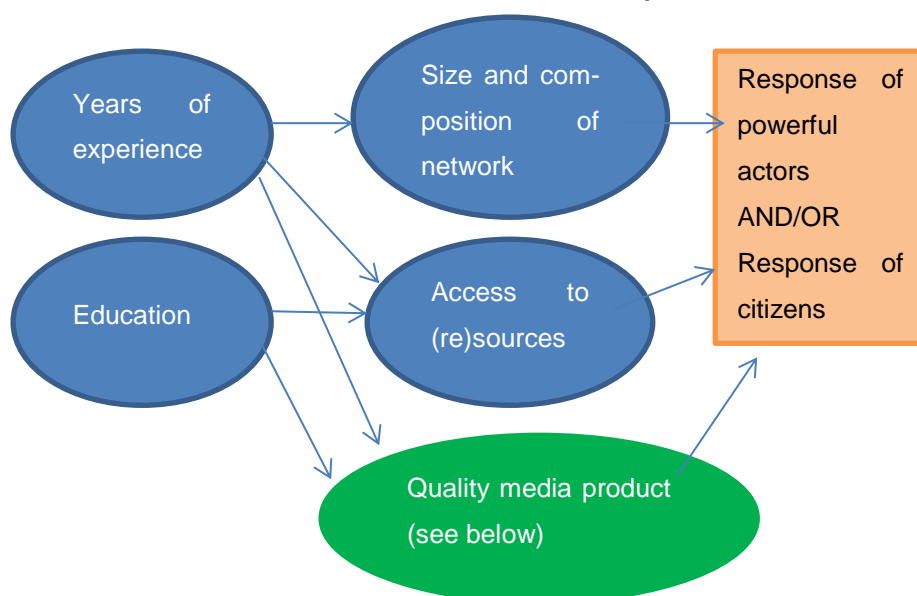 Years of
experience
Size and com-
position of
network
Response of
powerful
actors
AND/OR
Response of
citizens
Education
Access to
(re)sources
Quality media product
(see below)